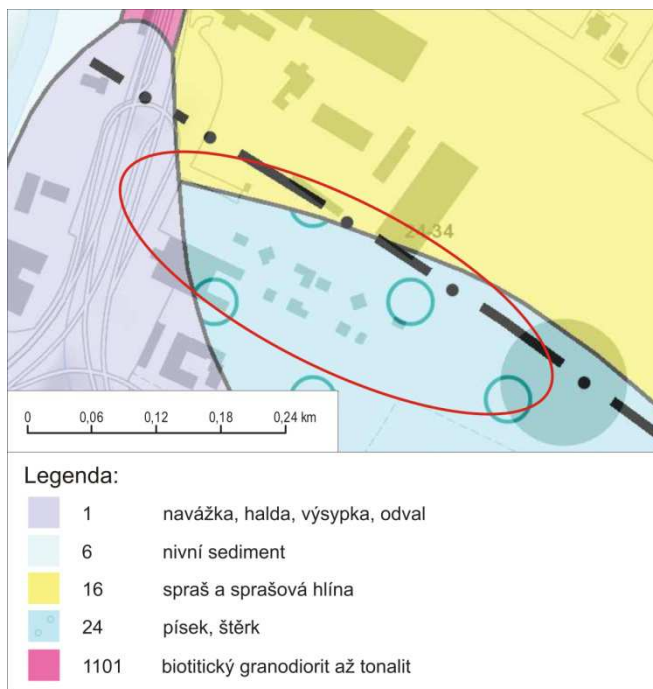 24-34
0 0,06 0,12 0,18 0,24 km
Legenda:
1 navážka, halda, výsypka, odval
6 nivní sediment
16 spraš a sprašová hlína
24 písek, štěrk
1101 biotitický granodiorit až tonalit